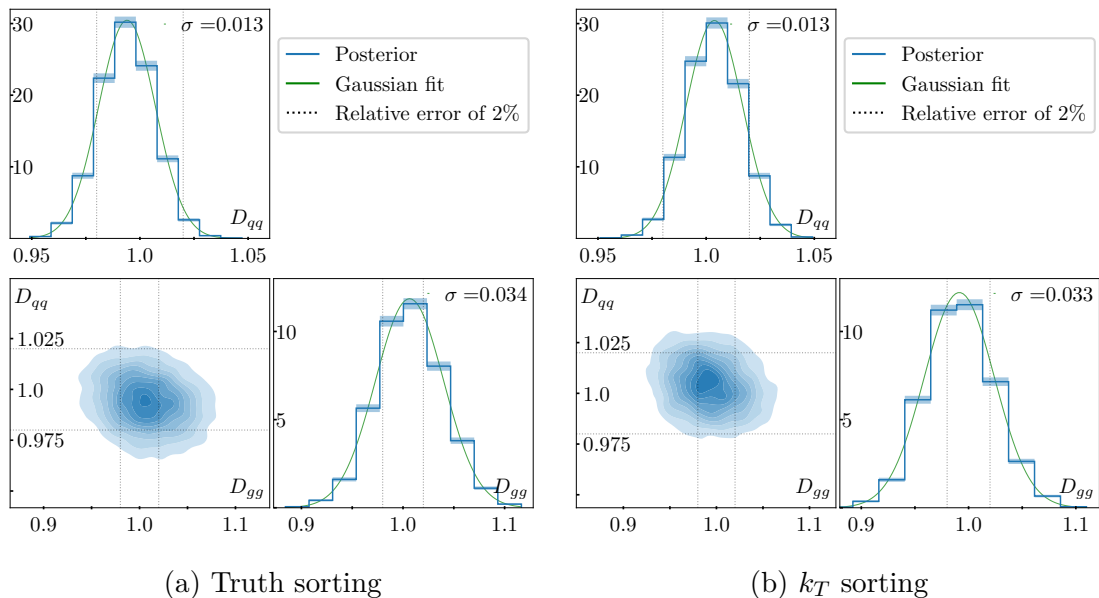 30
20
10
σ =0.013
D_qq
0.95
1.0
1.05
Posterior
Gaussian fit
Relative error of 2%
D_qq
1.025
1.0
0.975
D_gg
0.9
1.0
1.1
10
5
σ =0.034
D_gg
0.9
1.0
1.1
(a) Truth sorting
30
20
10
σ =0.013
D_qq
0.95
1.0
1.05
Posterior
Gaussian fit
Relative error of 2%
D_qq
1.025
1.0
0.975
D_gg
0.9
1.0
1.1
10
5
σ =0.033
D_gg
0.9
1.0
1.1
(b) k_T sorting